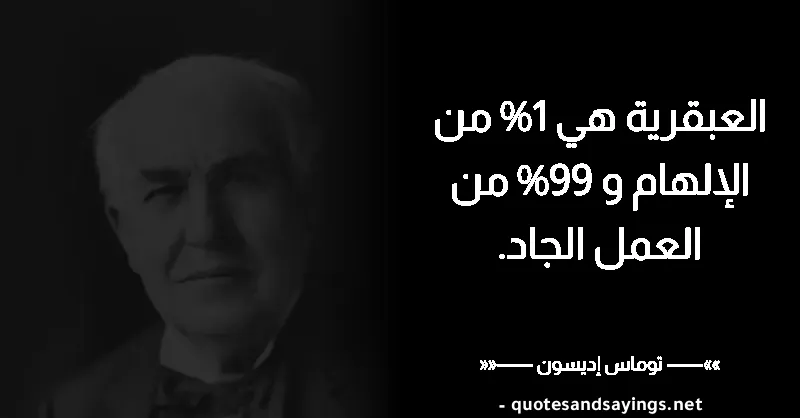 العبقرية هي 1% من
الإلهام و 99% من
العمل الجاد.
»»—— توماس إديسون ——««
- quotesandsayings.net